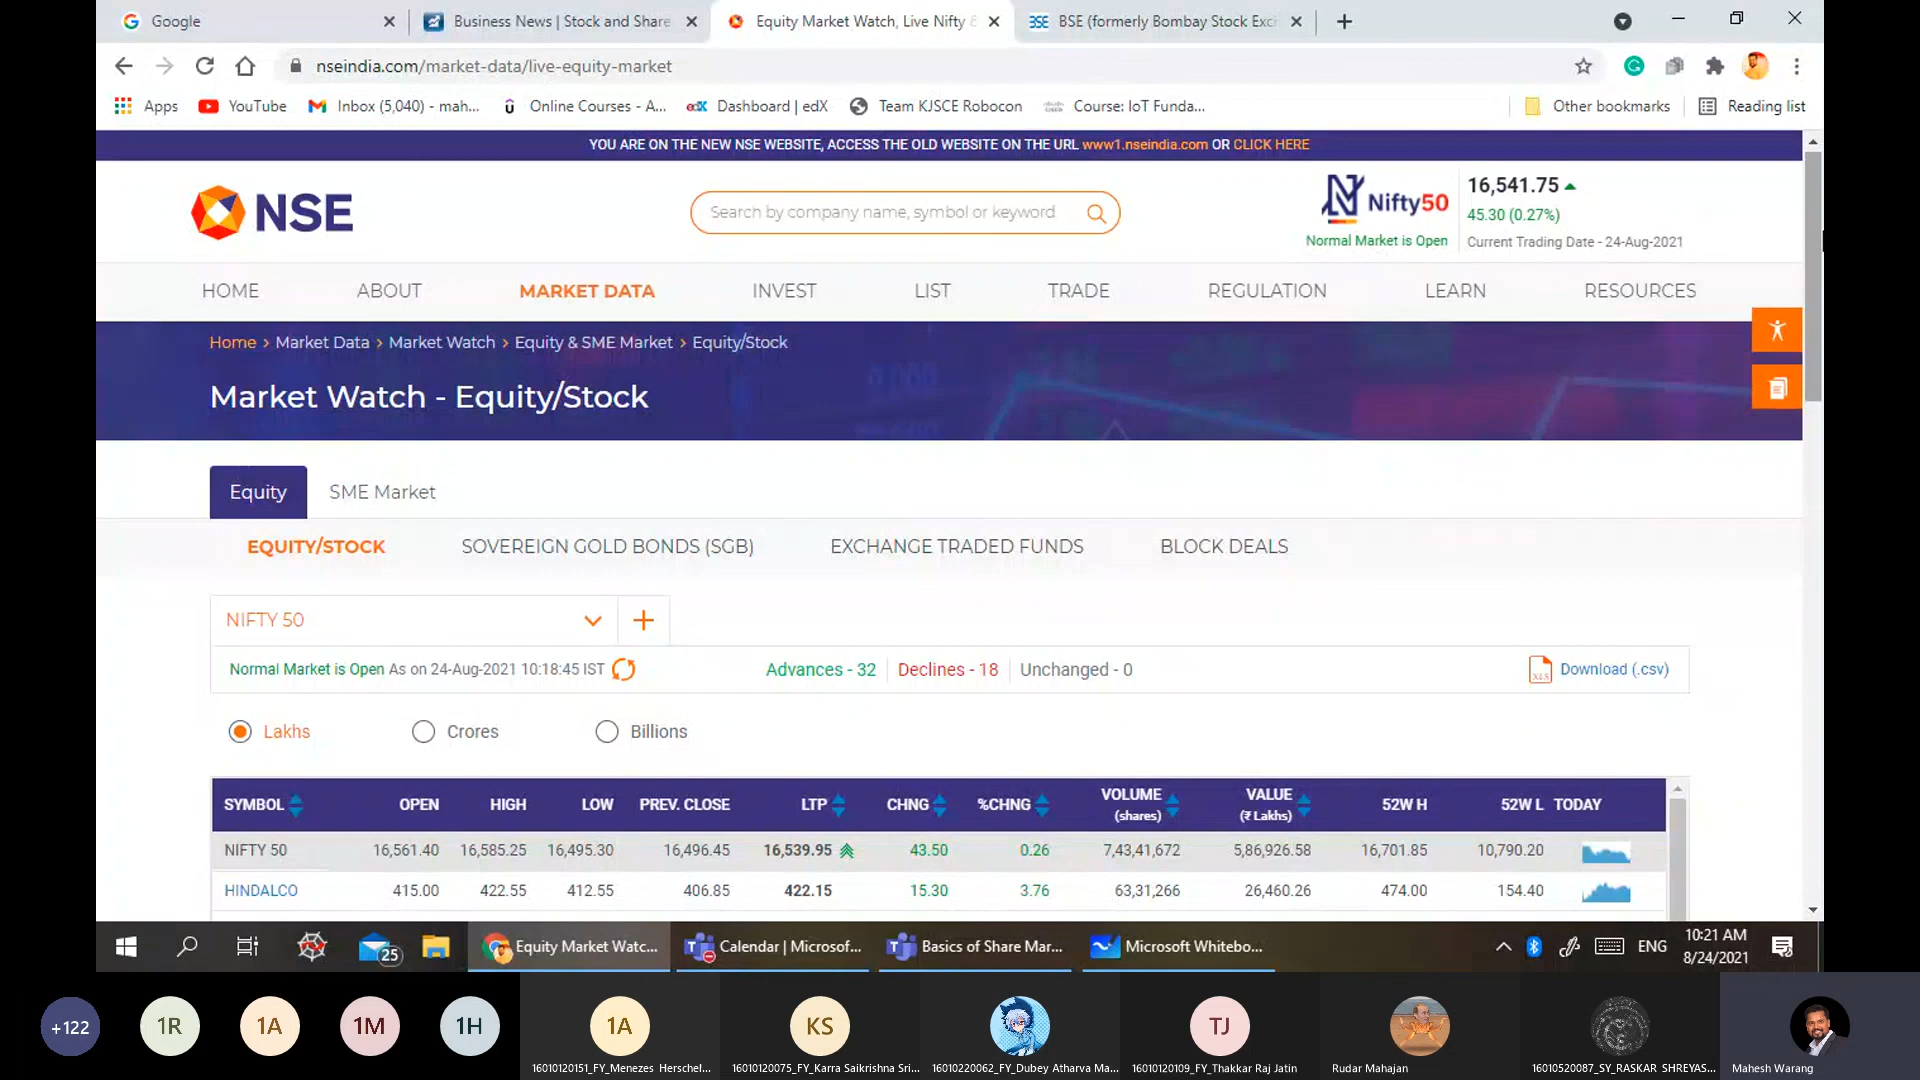 Google
Business News | Stock and Share
Equity Market Watch, Live Nifty &
BSE (formerly Bombay Stock Exc
nseindia.com/market-data/live-equity-market
Apps
YouTube
Inbox (5,040) - mah...
Online Courses - A...
edX Dashboard | edX
Team KJSCE Robocon
Course: IoT Funda...
Other bookmarks
Reading list
YOU ARE ON THE NEW NSE WEBSITE, ACCESS THE OLD WEBSITE ON THE URL www1.nseindia.com OR CLICK HERE
NSE
Search by company name, symbol or keyword
Nifty50
Normal Market is Open
16,541.75
45.30 (0.27%)
Current Trading Date - 24-Aug-2021
HOME ABOUT MARKET DATA INVEST LIST TRADE REGULATION LEARN RESOURCES
Home > Market Data > Market Watch > Equity & SME Market > Equity/Stock
Market Watch - Equity/Stock
Equity SME Market
EQUITY/STOCK SOVEREIGN GOLD BONDS (SGB) EXCHANGE TRADED FUNDS BLOCK DEALS
NIFTY 50
Normal Market is Open As on 24-Aug-2021 10:18:45 IST
Advances - 32 Declines - 18 Unchanged - 0
XLS Download (.csv)
Lakhs Crores Billions
SYMBOL OPEN HIGH LOW PREV. CLOSE LTP CHNG %CHNG VOLUME (shares) VALUE (₹ Lakhs) 52W H 52W L TODAY
NIFTY 50 16,561.40 16,585.25 16,495.30 16,496.45 16,539.95 43.50 0.26 7,43,41,672 5,86,926.58 16,701.85 10,790.20
HINDALCO 415.00 422.55 412.55 406.85 422.15 15.30 3.76 63,31,266 26,460.26 474.00 154.40
25
Equity Market Watc...
Calendar | Microsof...
Basics of Share Mar...
Microsoft Whitebo...
ENG
10:21 AM
8/24/2021
+122
1R
1A
1M
1H
1A
KS
TJ
16010120151_FY_Menezes Herschel...
16010120075_FY_Karra Saikrishna Sri...
16010220062_FY_Dubey Atharva Ma...
16010120109_FY_Thakkar Raj Jatin
Rudar Mahajan
16010520087_SY_RASKAR SHREYAS...
Mahesh Warang